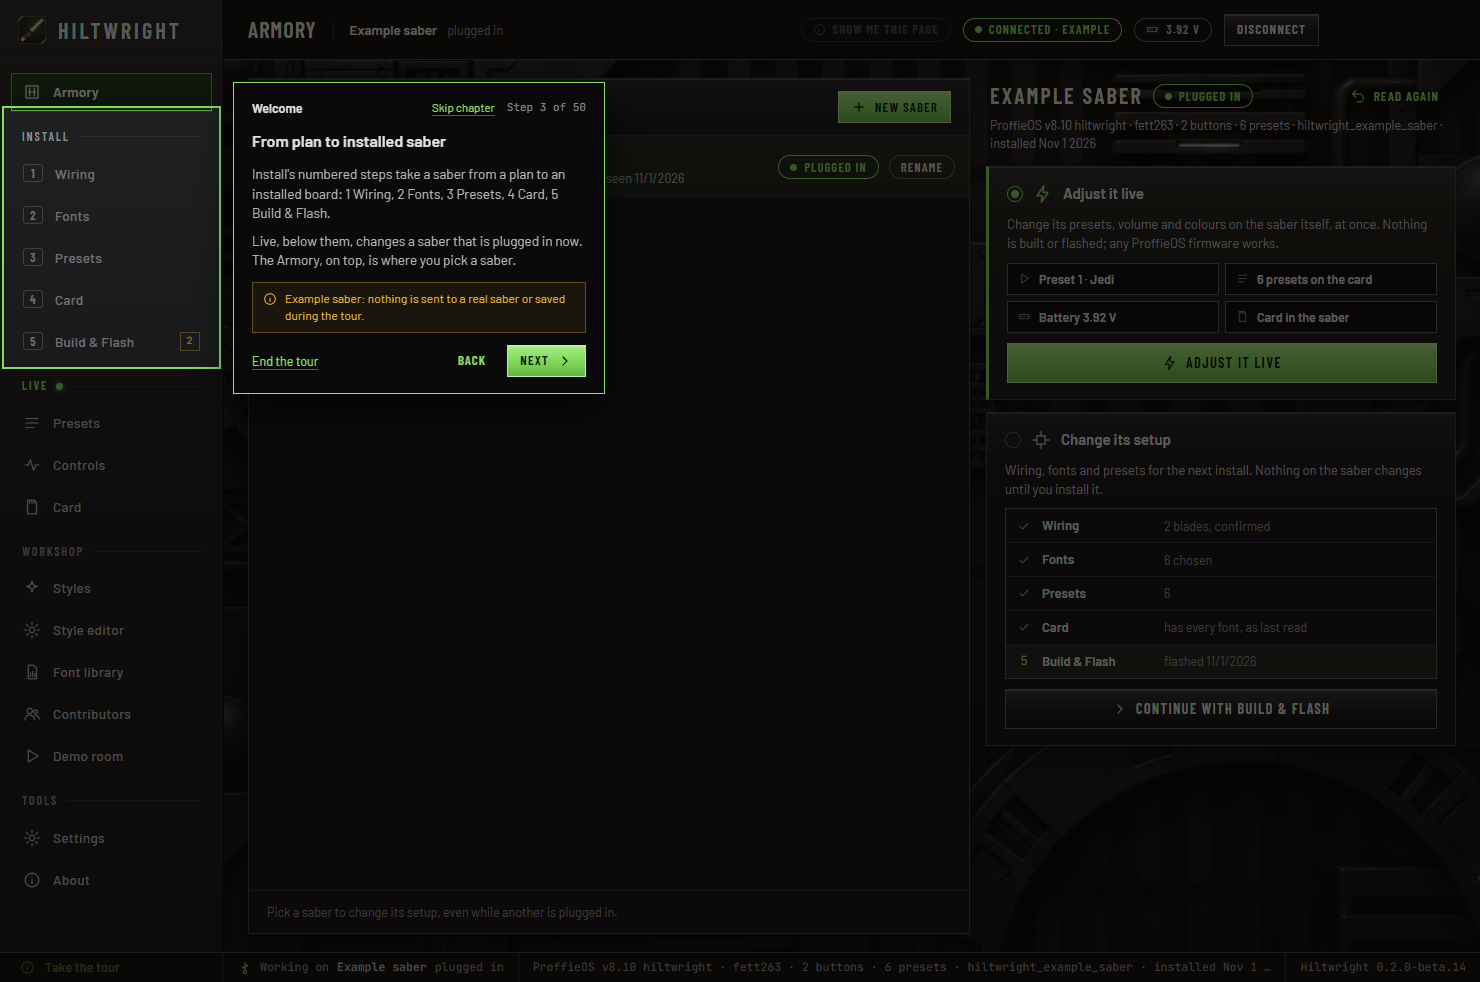 HILTWRIGHT
ARMORY
Example saber plugged in
SHOW ME THIS PAGE
CONNECTED · EXAMPLE
3.92 V
DISCONNECT
Armory
INSTALL
1 Wiring
2 Fonts
3 Presets
4 Card
5 Build & Flash 2
LIVE
Presets
Controls
Card
WORKSHOP
Styles
Style editor
Font library
Contributors
Demo room
TOOLS
Settings
About
Take the tour
Welcome
Skip chapter
Step 3 of 50
From plan to installed saber
Install's numbered steps take a saber from a plan to an
installed board: 1 Wiring, 2 Fonts, 3 Presets, 4 Card, 5
Build & Flash.
Live, below them, changes a saber that is plugged in now.
The Armory, on top, is where you pick a saber.
Example saber: nothing is sent to a real saber or saved
during the tour.
End the tour
BACK
NEXT
NEW SABER
seen 11/1/2026
PLUGGED IN
RENAME
Pick a saber to change its setup, even while another is plugged in.
EXAMPLE SABER
PLUGGED IN
READ AGAIN
ProffieOS v8.10 hiltwright · fett263 · 2 buttons · 6 presets · hiltwright_example_saber ·
installed Nov 1 2026
Adjust it live
Change its presets, volume and colours on the saber itself, at once. Nothing
is built or flashed; any ProffieOS firmware works.
Preset 1 · Jedi
6 presets on the card
Battery 3.92 V
Card in the saber
ADJUST IT LIVE
Change its setup
Wiring, fonts and presets for the next install. Nothing on the saber changes
until you install it.
Wiring 2 blades, confirmed
Fonts 6 chosen
Presets 6
Card has every font, as last read
5 Build & Flash flashed 11/1/2026
CONTINUE WITH BUILD & FLASH
Working on Example saber plugged in
ProffieOS v8.10 hiltwright · fett263 · 2 buttons · 6 presets · hiltwright_example_saber · installed Nov 1 …
Hiltwright 0.2.0-beta.14